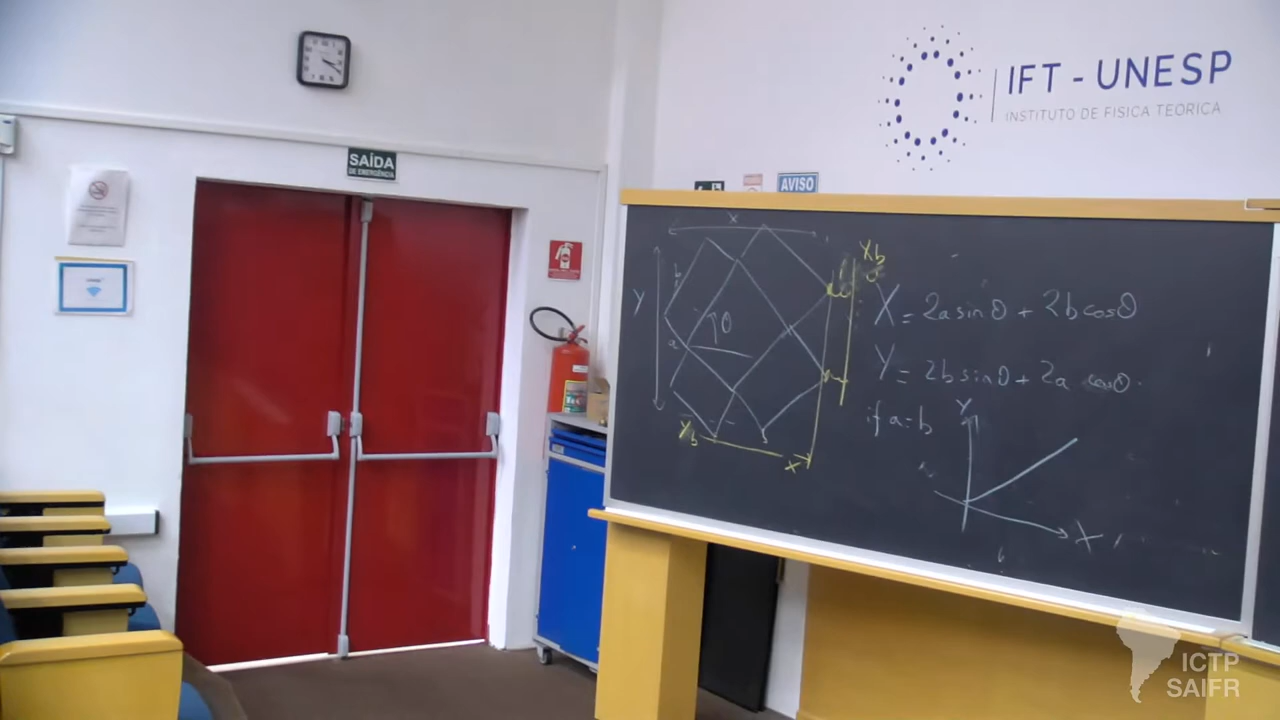 SAÍDA
DE EMERGÊNCIA
IFT - UNESP
INSTITUTO DE FISICA TEORICA
AVISO
X
b
Y
a
θ
X_b
Y_b
X
X = 2a sin θ + 2b cos θ
Y = 2b sin θ + 2a cos θ
if a = b
Y
X
ICTP
SAIFR